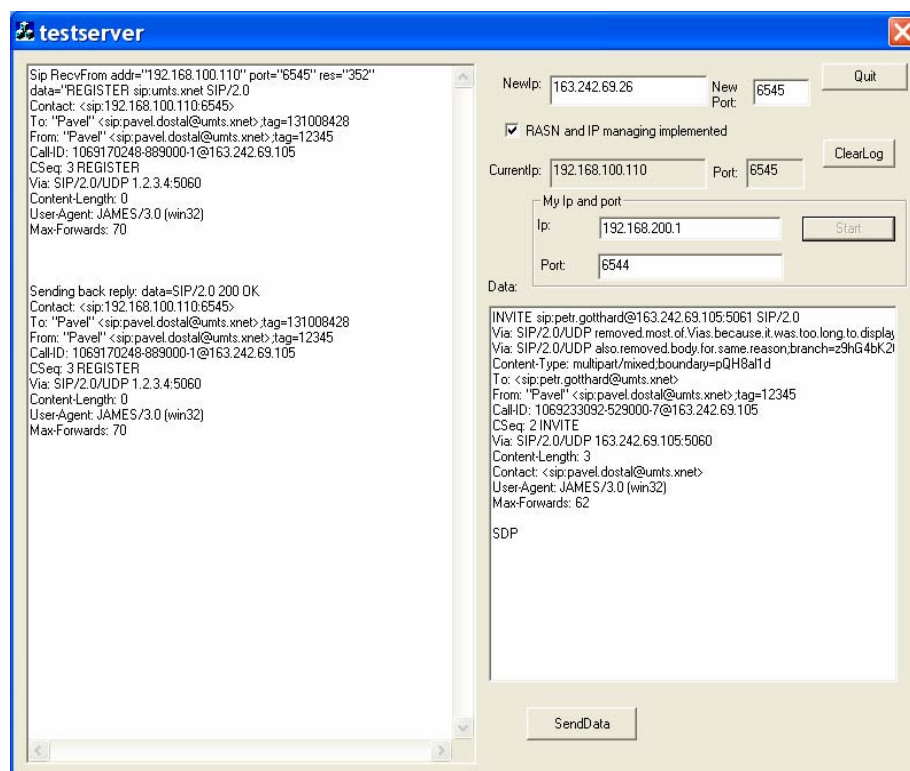 testserver
Sip RecvFrom addr="192.168.100.110" port="6545" res="352"
data="REGISTER sip:umts.xnet SIP/2.0
Contact: <sip:192.168.100.110:6545>
To: "Pavel" <sip:pavel.dostal@umts.xnet>;tag=131008428
From: "Pavel" <sip:pavel.dostal@umts.xnet>;tag=12345
Call-ID: 1069170248-889000-1@163.242.69.105
CSeq: 3 REGISTER
Via: SIP/2.0/UDP 1.2.3.4:5060
Content-Length: 0
User-Agent: JAMES/3.0 (win32)
Max-Forwards: 70
Sending back reply: data=SIP/2.0 200 OK
Contact: <sip:192.168.100.110:6545>
To: "Pavel" <sip:pavel.dostal@umts.xnet>;tag=131008428
From: "Pavel" <sip:pavel.dostal@umts.xnet>;tag=12345
Call-ID: 1069170248-889000-1@163.242.69.105
CSeq: 3 REGISTER
Via: SIP/2.0/UDP 1.2.3.4:5060
Content-Length: 0
User-Agent: JAMES/3.0 (win32)
Max-Forwards: 70
NewIp: 163.242.69.26 New Port: 6545 Quit
RASN and IP managing implemented
ClearLog
CurrentIp: 192.168.100.110 Port: 6545
My Ip and port
Ip: 192.168.200.1 Start
Port: 6544
Data:
INVITE sip:petr.gotthard@163.242.69.105:5061 SIP/2.0
Via: SIP/2.0/UDP removed.most.of.Vias.because.it.was.too.long.to.display
Via: SIP/2.0/UDP also.removed.body.for.same.reason;branch=z9hG4bK2
Content-Type: multipart/mixed;boundary=pQH8al1d
To: <sip:petr.gotthard@umts.xnet>
From: "Pavel" <sip:pavel.dostal@umts.xnet>;tag=12345
Call-ID: 1069233092-529000-7@163.242.69.105
CSeq: 2 INVITE
Via: SIP/2.0/UDP 163.242.69.105:5060
Content-Length: 3
Contact: <sip:pavel.dostal@umts.xnet>
User-Agent: JAMES/3.0 (win32)
Max-Forwards: 62
SDP
SendData